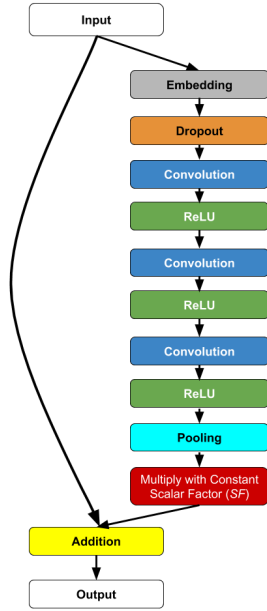 Input
Embedding
Dropout
Convolution
ReLU
Convolution
ReLU
Convolution
ReLU
Pooling
Multiply with Constant
Scalar Factor (SF)
Addition
Output